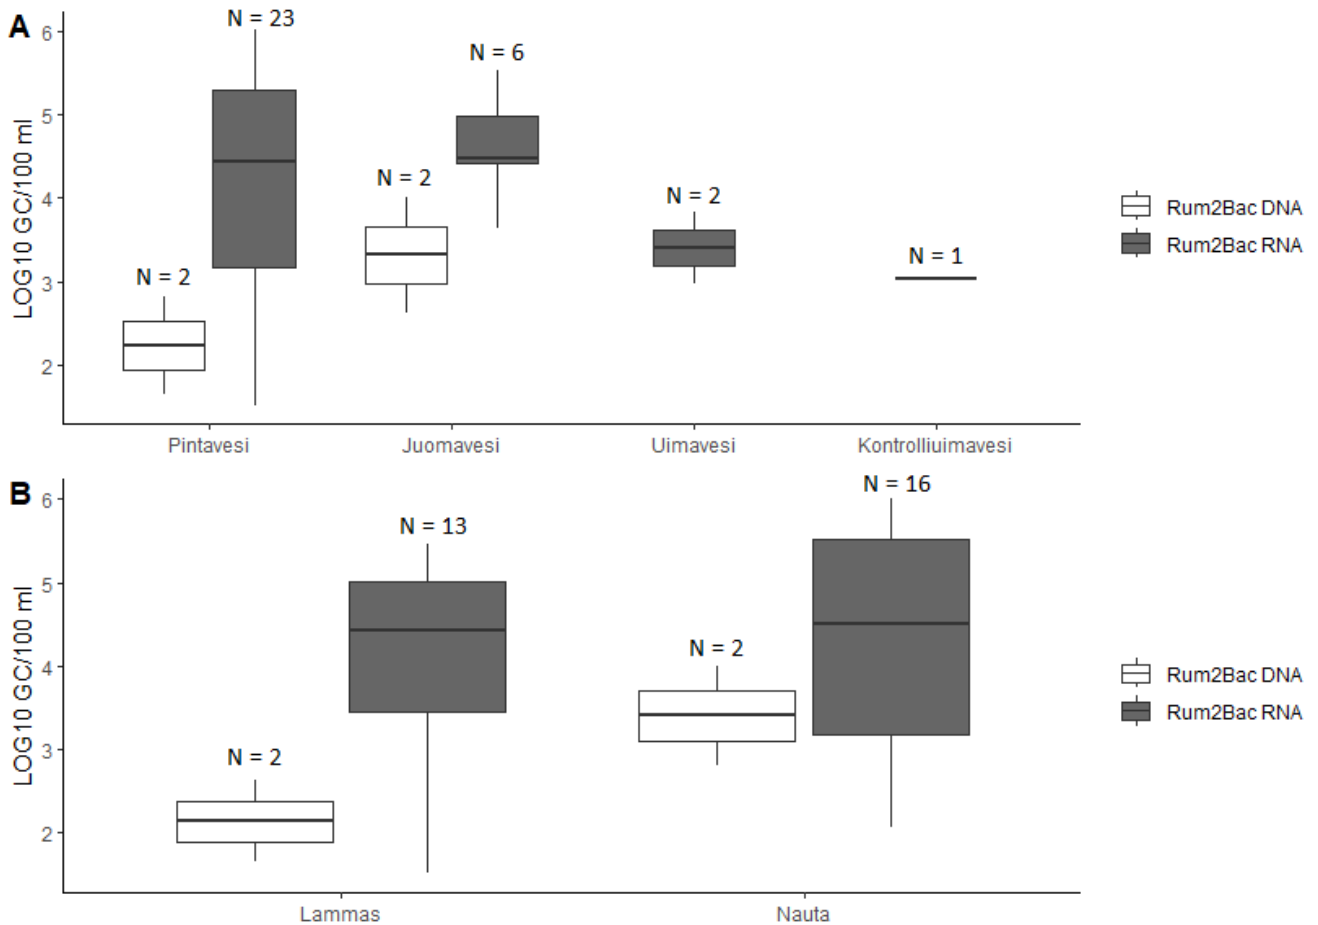 A
N = 23
N = 6
N = 2
N = 2
N = 2
N = 1
6
5
4
3
2
LOG10 GC/100 ml
Pintavesi
Juomavesi
Uimavesi
Kontrolliuimavesi
Rum2Bac DNA
Rum2Bac RNA
B
N = 16
N = 13
N = 2
N = 2
6
5
4
3
2
LOG10 GC/100 ml
Lammas
Nauta
Rum2Bac DNA
Rum2Bac RNA